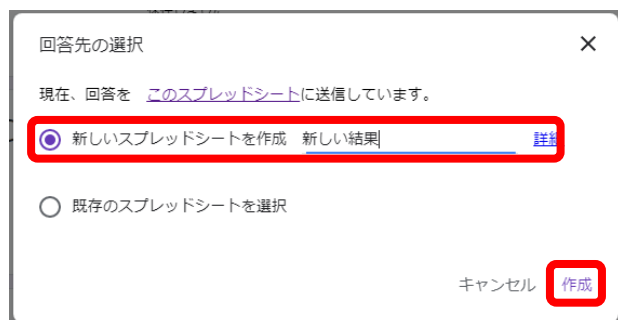 回答先の選択
現在、回答を このスプレッドシートに送信しています。
新しいスプレッドシートを作成 新しい結果 詳細
既存のスプレッドシートを選択
キャンセル 作成